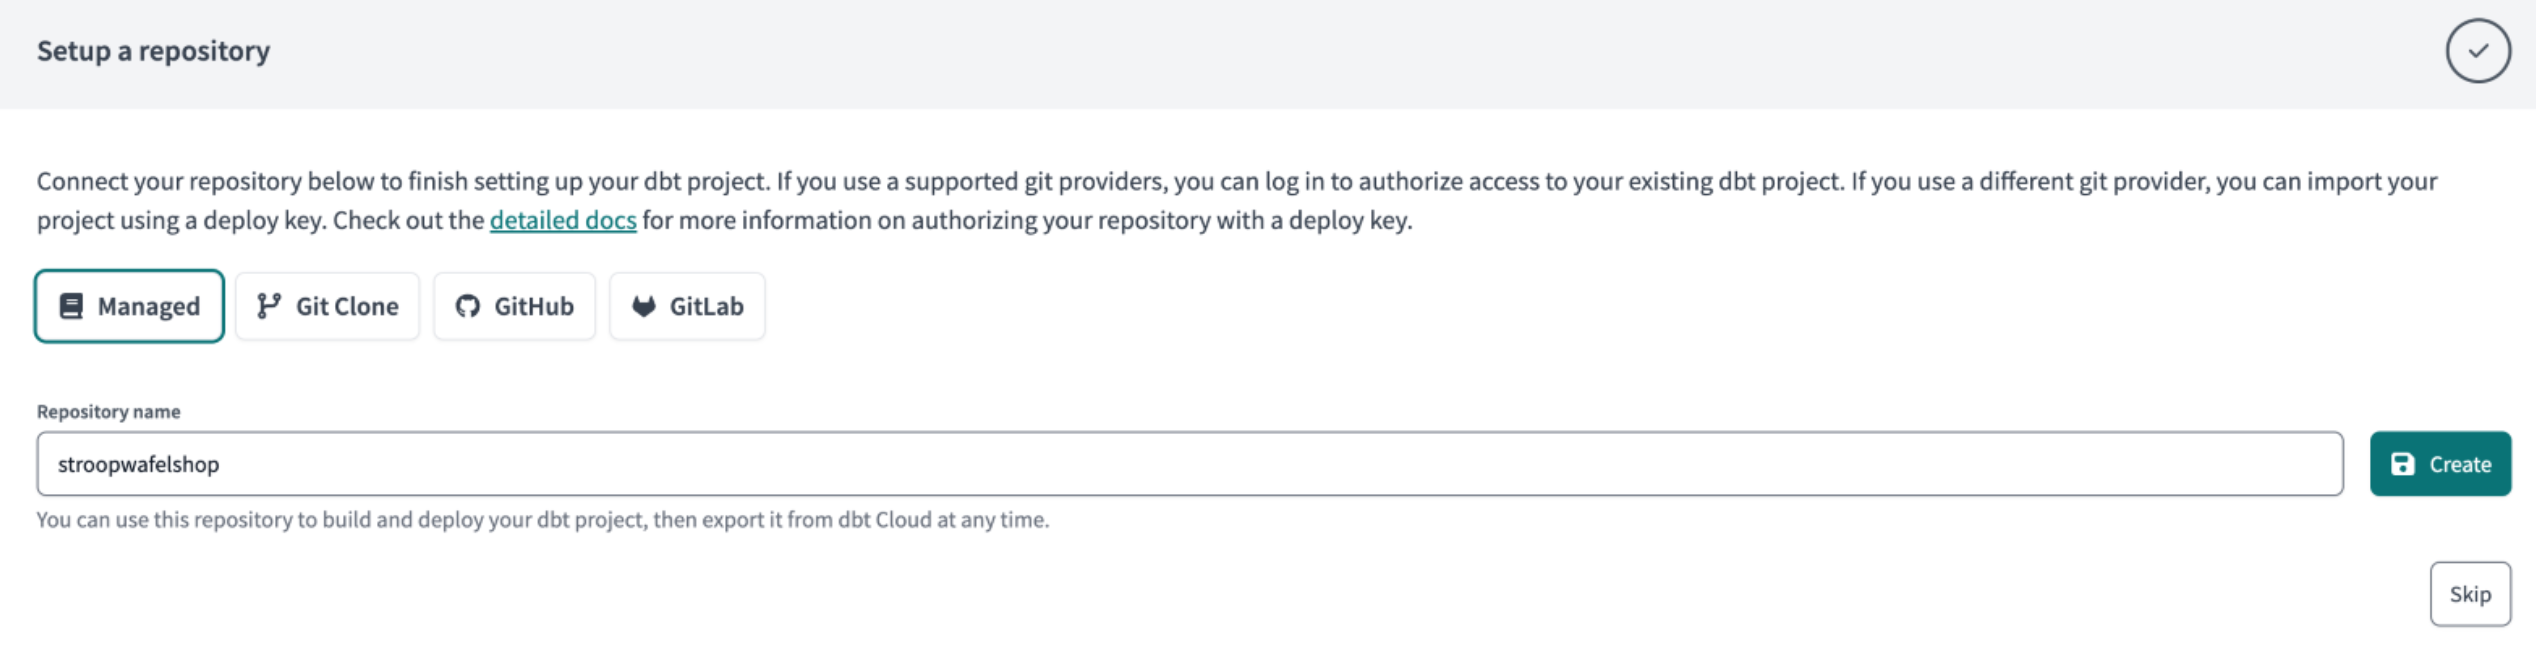 Setup a repository
Connect your repository below to finish setting up your dbt project. If you use a supported git providers, you can log in to authorize access to your existing dbt project. If you use a different git provider, you can import your
project using a deploy key. Check out the detailed docs for more information on authorizing your repository with a deploy key.
Managed Git Clone GitHub GitLab
Repository name
stroopwafelshop
Create
You can use this repository to build and deploy your dbt project, then export it from dbt Cloud at any time.
Skip